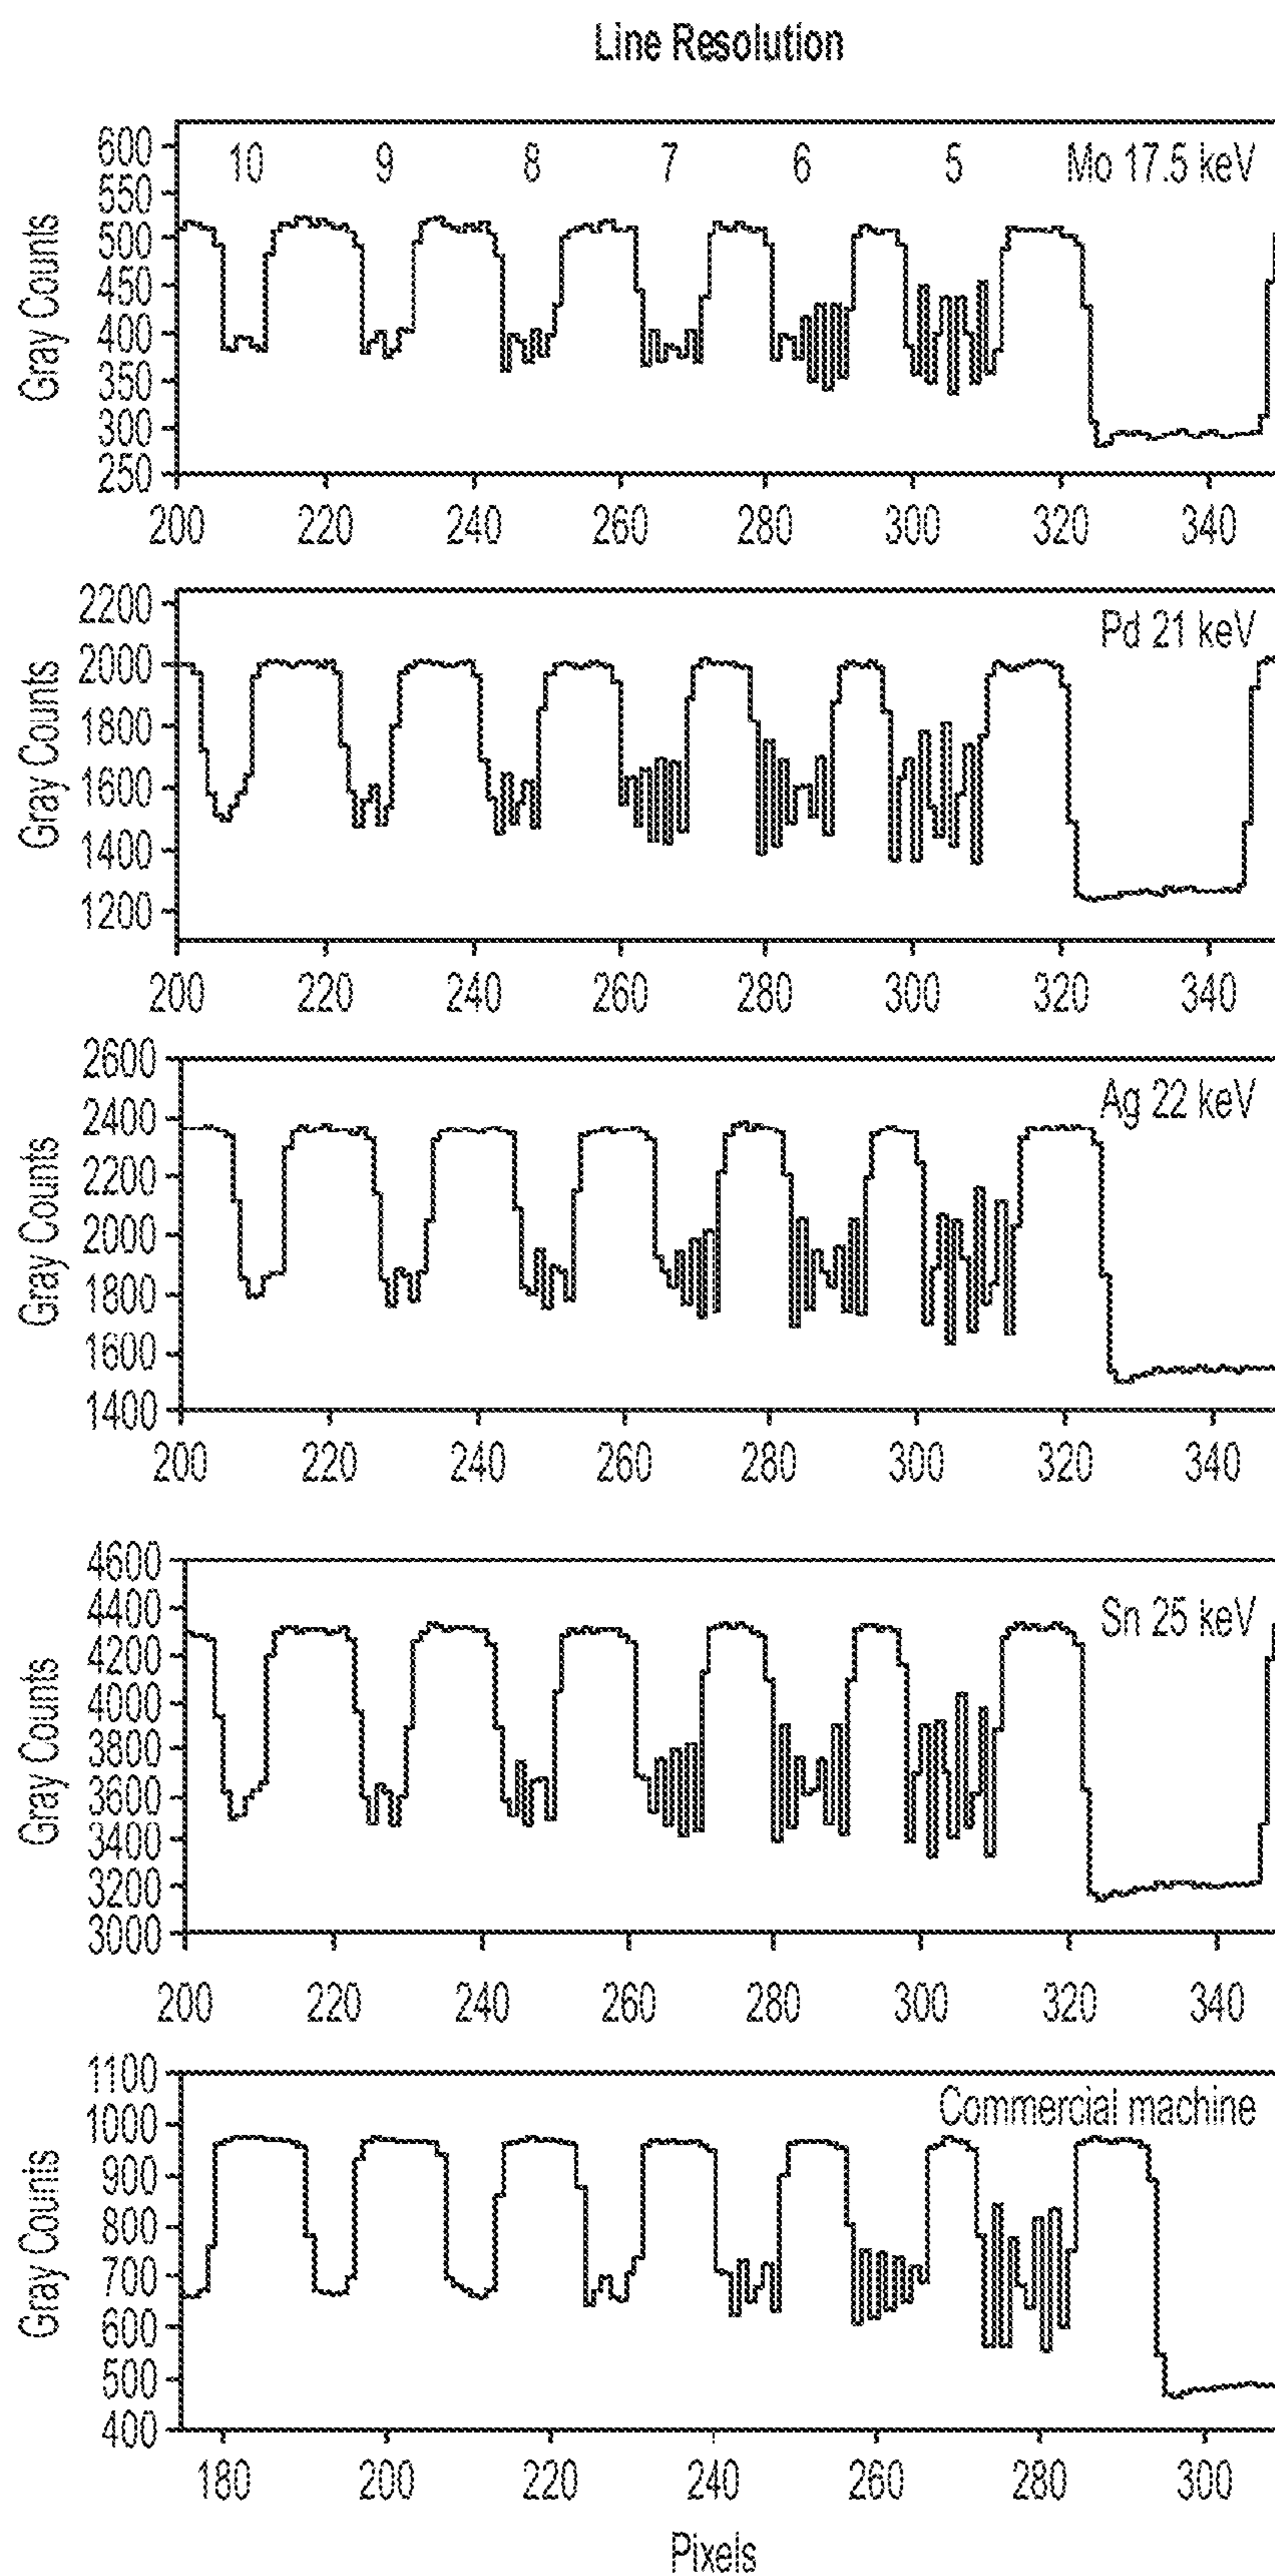 Line Resolution
Gray Counts
600
550
500
450
400
350
300
250
10 9 8 7 6 5 Mo 17.5 keV
200 220 240 260 280 300 320 340
Gray Counts
2200
2000
1800
1600
1400
1200
Pd 21 keV
200 220 240 260 280 300 320 340
Gray Counts
2600
2400
2200
2000
1800
1600
1400
Ag 22 keV
200 220 240 260 280 300 320 340
Gray Counts
4600
4400
4200
4000
3800
3600
3400
3200
3000
Sn 25 keV
200 220 240 260 280 300 320 340
Gray Counts
1100
1000
900
800
700
600
500
400
Commercial machine
180 200 220 240 260 280 300
Pixels